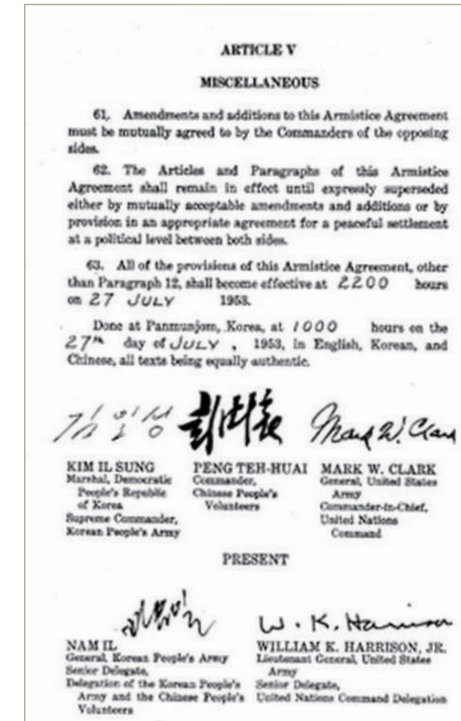 ARTICLE V
MISCELLANEOUS
61. Amendments and additions to this Armistice Agreement
must be mutually agreed to by the Commanders of the opposing
sides.
62. The Articles and Paragraphs of this Armistice
Agreement shall remain in effect until expressly superseded
either by mutually acceptable amendments and additions or by
provision in an appropriate agreement for a peaceful settlement
at a political level between both sides.
63. All of the provisions of this Armistice Agreement, other
than Paragraph 12, shall become effective at 2200 hours
on 27 JULY 1953.
Done at Panmunjom, Korea, at 1000 hours on the
27th day of JULY, 1953, in English, Korean, and
Chinese, all texts being equally authentic.
김일성 彭德懷 Mark W. Clark
KIM IL SUNG PENG TEH-HUAI MARK W. CLARK
Marshal, Democratic Commander, General, United States
People's Republic Chinese People's Army
of Korea Volunteers Commander-in-Chief,
Supreme Commander, United Nations
Korean People's Army Command
PRESENT
W. K. Harrison
NAM IL WILLIAM K. HARRISON, JR.
General, Korean People's Army Lieutenant General, United States
Senior Delegate, Army
Delegation of the Korean People's Senior Delegate,
Army and the Chinese People's United Nations Command Delegation
Volunteers